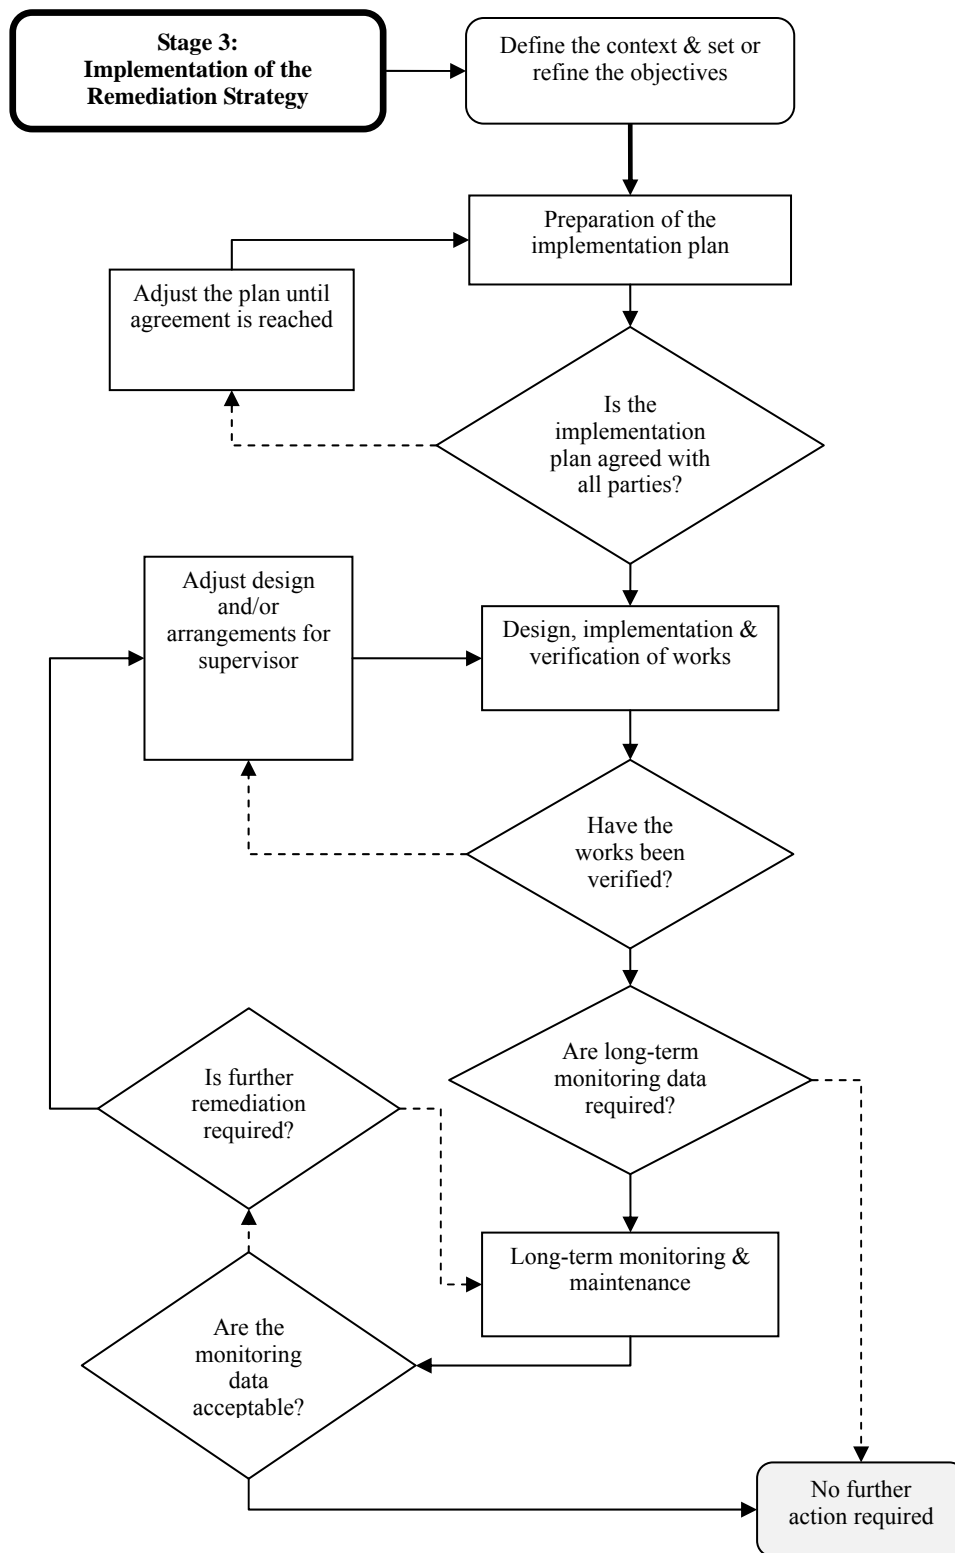 Stage 3:
Implementation of the
Remediation Strategy
Define the context & set or
refine the objectives
Preparation of the
implementation plan
Adjust the plan until
agreement is reached
Is the
implementation
plan agreed with
all parties?
Adjust design
and/or
arrangements for
supervisor
Design, implementation &
verification of works
Have the
works been
verified?
Are long-term
monitoring data
required?
Is further
remediation
required?
Long-term monitoring &
maintenance
Are the
monitoring
data
acceptable?
No further
action required